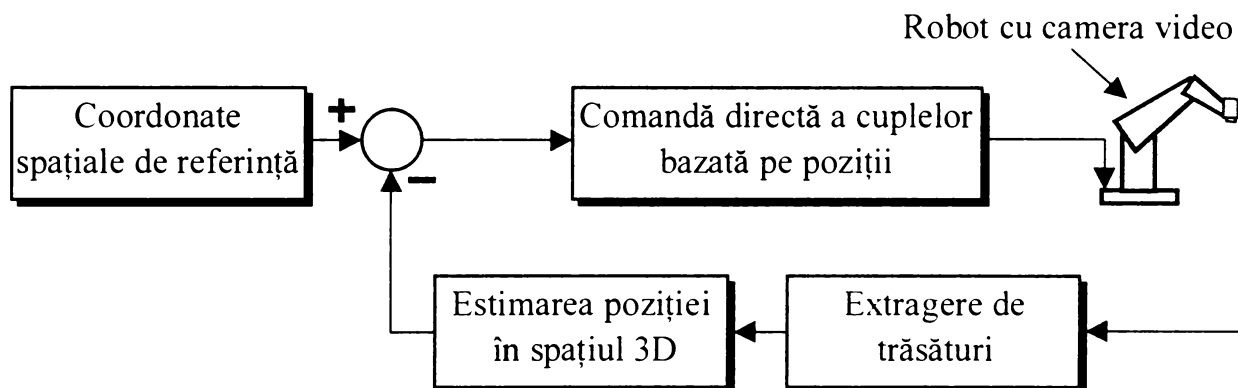 Robot cu camera video
Coordonate
spațiale de referință
+
−
Comandă directă a cuplelor
bazată pe poziții
Estimarea poziției
în spațiul 3D
Extragere de
trăsături